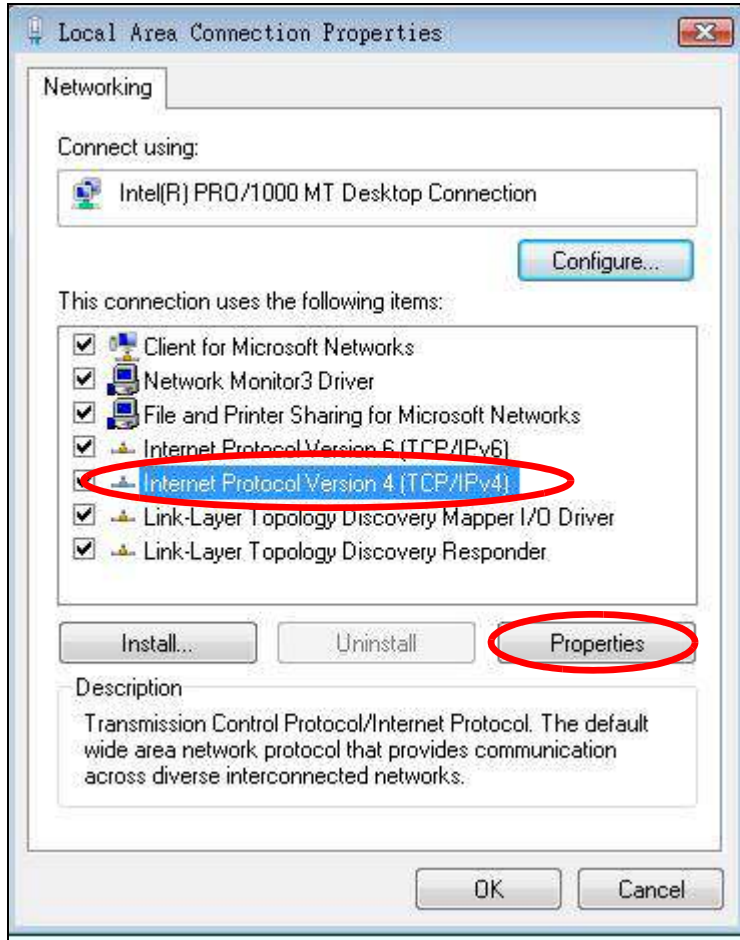 Local Area Connection Properties
Networking
Connect using:
Intel(R) PRO/1000 MT Desktop Connection
Configure...
This connection uses the following items:
Client for Microsoft Networks
Network Monitor3 Driver
File and Printer Sharing for Microsoft Networks
Internet Protocol Version 6 (TCP/IPv6)
Internet Protocol Version 4 (TCP/IPv4)
Link-Layer Topology Discovery Mapper I/O Driver
Link-Layer Topology Discovery Responder
Install...
Uninstall
Properties
Description
Transmission Control Protocol/Internet Protocol. The default
wide area network protocol that provides communication
across diverse interconnected networks.
OK
Cancel